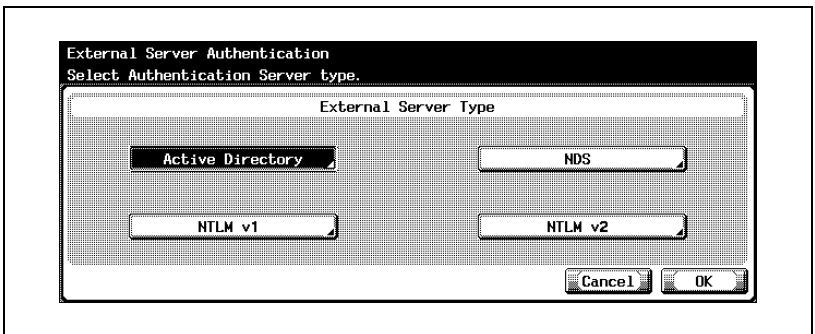 External Server Authentication
Select Authentication Server type.
External Server Type
Active Directory
NDS
NTLM v1
NTLM v2
Cancel
OK